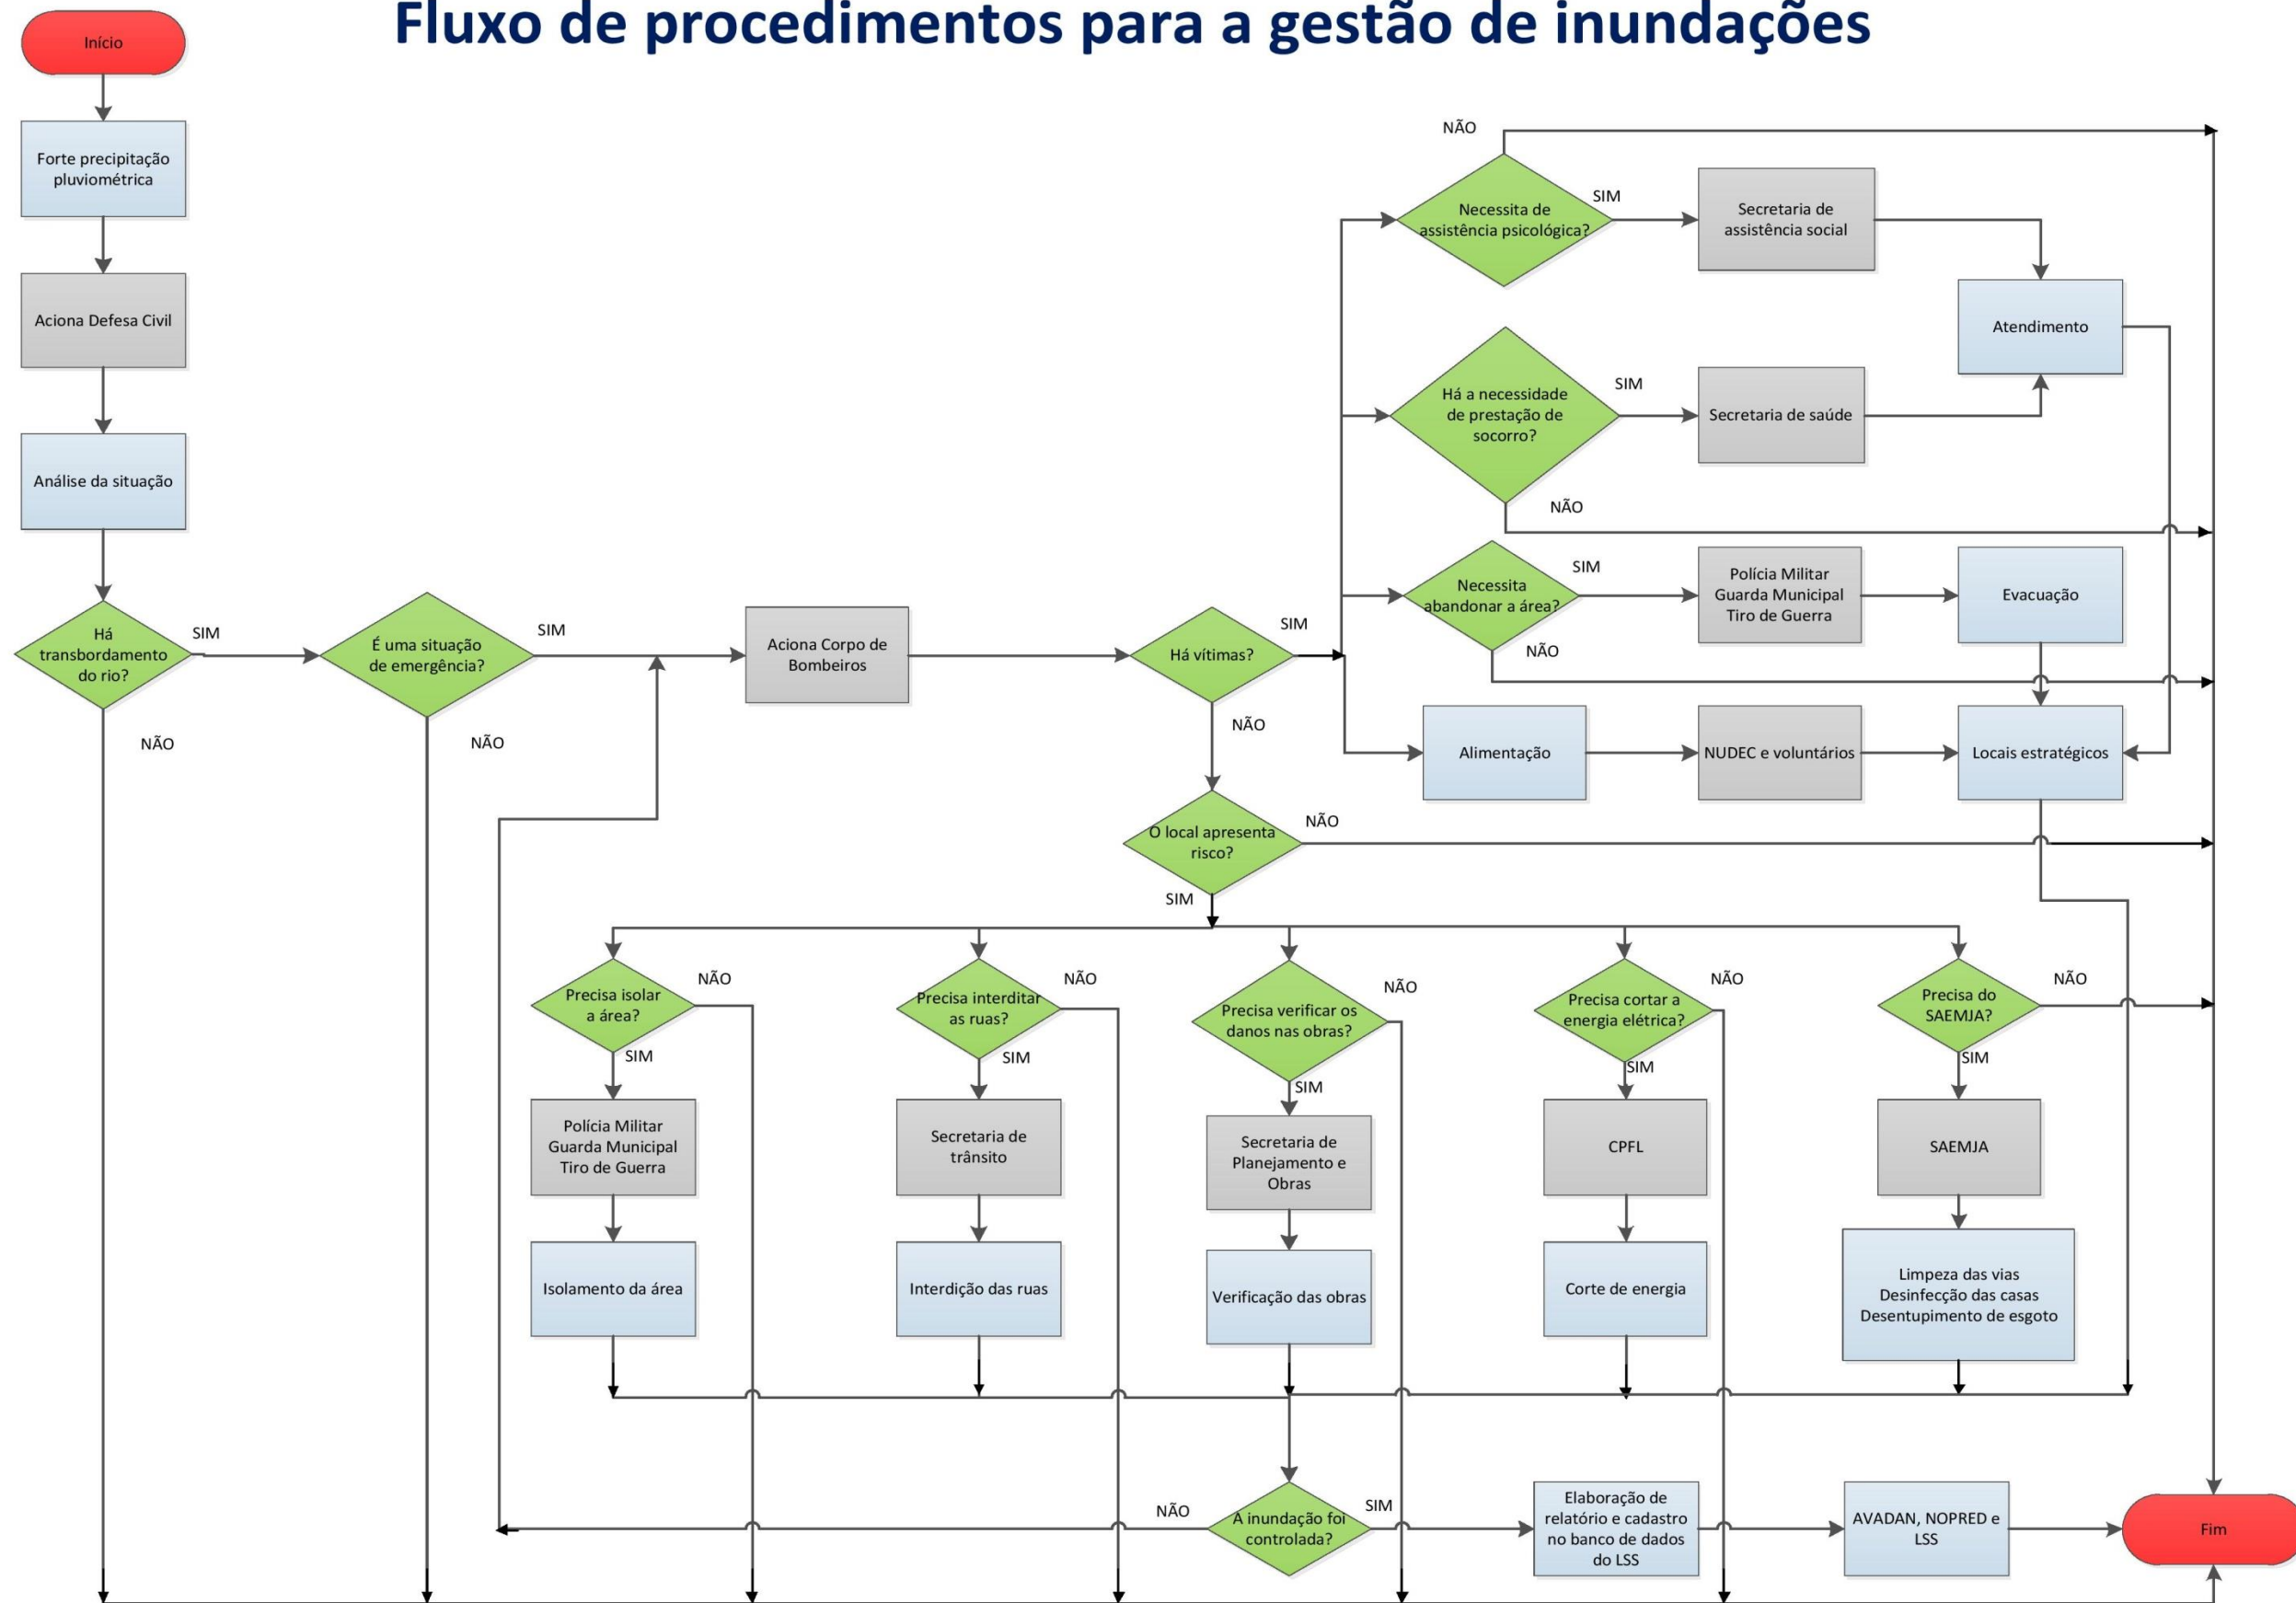 Fluxo de procedimentos para a gestão de inundações
Início
Forte precipitação
pluviométrica
Aciona Defesa Civil
Análise da situação
Há
transbordamento
do rio?
SIM
NÃO
É uma situação
de emergência?
SIM
NÃO
Aciona Corpo de
Bombeiros
Há vítimas?
SIM
NÃO
NÃO
Necessita de
assistência psicológica?
SIM
Secretaria de
assistência social
Atendimento
Há a necessidade
de prestação de
socorro?
SIM
NÃO
Secretaria de saúde
Necessita
abandonar a área?
SIM
NÃO
Polícia Militar
Guarda Municipal
Tiro de Guerra
Evacuação
Alimentação
NUDEC e voluntários
Locais estratégicos
O local apresenta
risco?
NÃO
SIM
Precisa isolar
a área?
NÃO
SIM
Polícia Militar
Guarda Municipal
Tiro de Guerra
Isolamento da área
Precisa interditar
as ruas?
NÃO
SIM
Secretaria de
trânsito
Interdição das ruas
Precisa verificar os
danos nas obras?
NÃO
SIM
Secretaria de
Planejamento e
Obras
Verificação das obras
Precisa cortar a
energia elétrica?
NÃO
SIM
CPFL
Corte de energia
Precisa do
SAEMJA?
NÃO
SIM
SAEMJA
Limpeza das vias
Desinfecção das casas
Desentupimento de esgoto
NÃO
A inundação foi
controlada?
SIM
Elaboração de
relatório e cadastro
no banco de dados
do LSS
AVADAN, NOPRED e
LSS
Fim